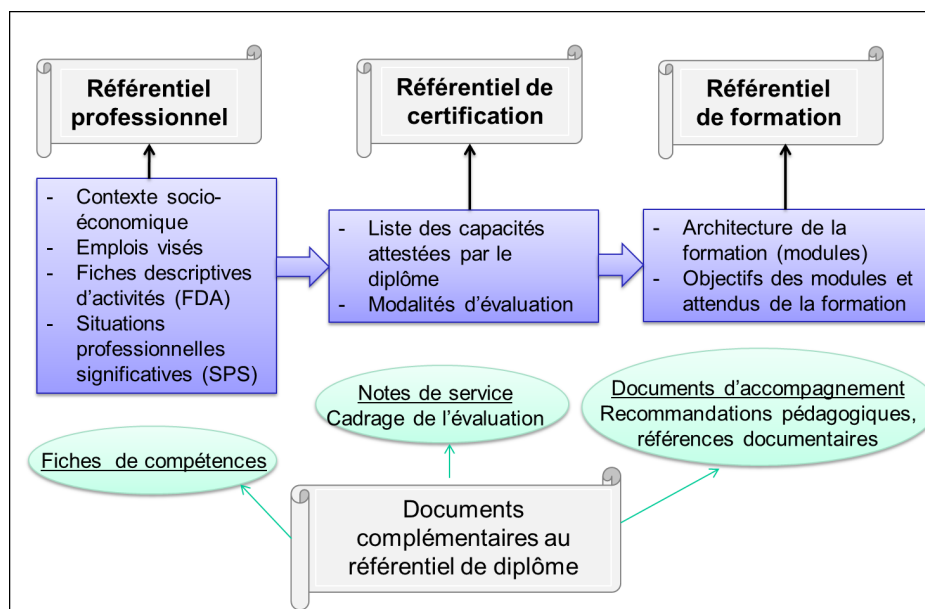 Référentiel
professionnel
Référentiel de
certification
Référentiel
de formation
- Contexte socio-
économique
- Emplois visés
- Fiches descriptives
d’activités (FDA)
- Situations
professionnelles
significatives (SPS)
- Liste des capacités
attestées par le
diplôme
- Modalités d’évaluation
- Architecture de la
formation (modules)
- Objectifs des modules et
attendus de la formation
Fiches de compétences
Notes de service
Cadrage de l’évaluation
Documents d’accompagnement
Recommandations pédagogiques,
références documentaires
Documents
complémentaires au
référentiel de diplôme